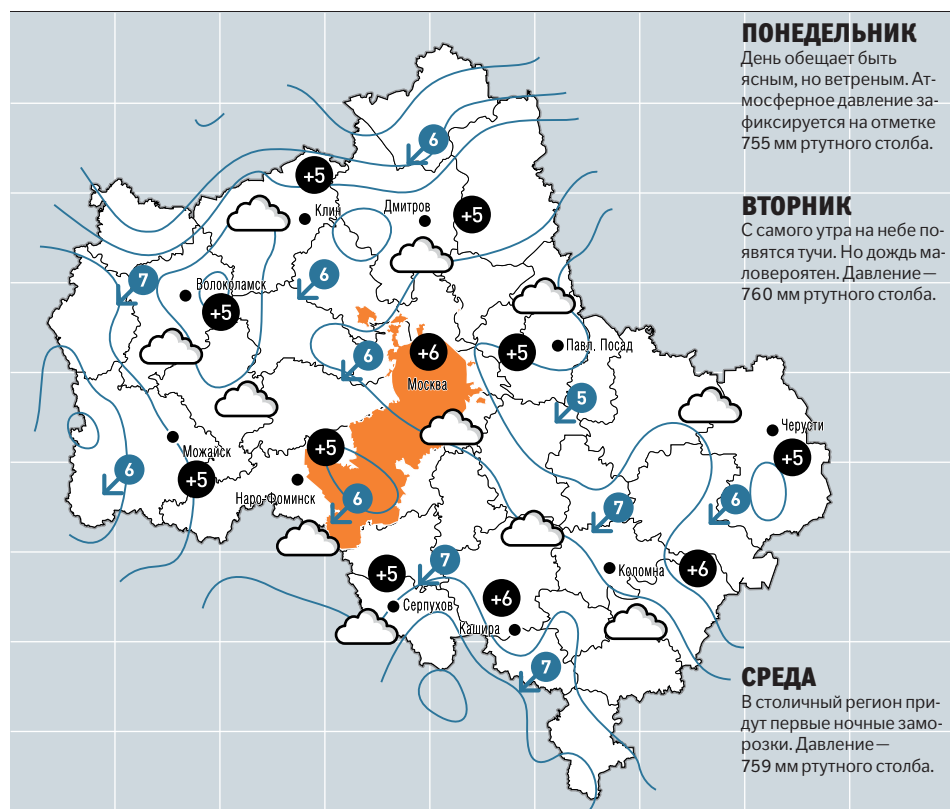 ПОНЕДЕЛЬНИК
День обещает быть
ясным, но ветреным. Ат-
мосферное давление за-
фиксируется на отметке
755 мм ртутного столба.
ВТОРНИК
С самого утра на небе по-
явятся тучи. Но дождь ма-
ловероятен. Давление —
760 мм ртутного столба.
СРЕДА
В столичный регион при-
дут первые ночные замо-
розки. Давление —
759 мм ртутного столба.
6
+5
Клин
Дмитров
+5
7
Волоколамск
+5
6
6
+6
Москва
+5
Павл. Посад
5
Можайск
6
+5
+5
Наро-Фоминск
6
Черусти
+5
7
6
+5
7
Серпухов
+6
Кашира
Коломна
+6
7